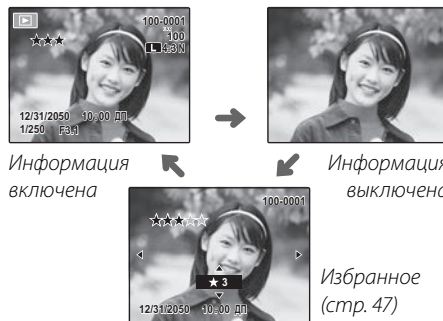 100-0001
100
★★★
L 4:3 N
12/31/2050 10:00 ДП
1/250 F3.1
Информация
включена
Информация
выключена
100-0001
★★★☆☆
★ 3
12/31/2050 10:00 ДП
Избранное
(стр. 47)